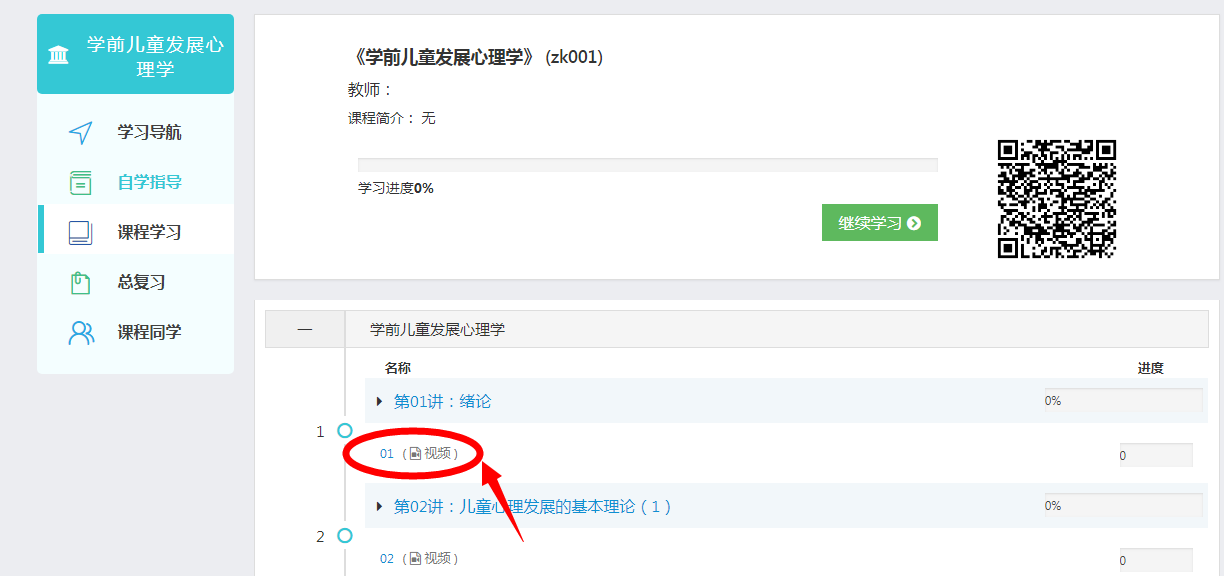 学前儿童发展心
理学
学习导航
自学指导
课程学习
总复习
课程同学
《学前儿童发展心理学》 (zk001)
教师：
课程简介： 无
学习进度0%
继续学习
学前儿童发展心理学
名称 进度
第01讲：绪论 0%
1
01 （视频） 0
第02讲：儿童心理发展的基本理论（1） 0%
2
02 （视频） 0